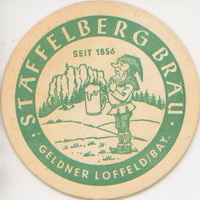 STAFFELBERG BRÄU
SEIT 1856
GELDNER LOFFELD/BAY.